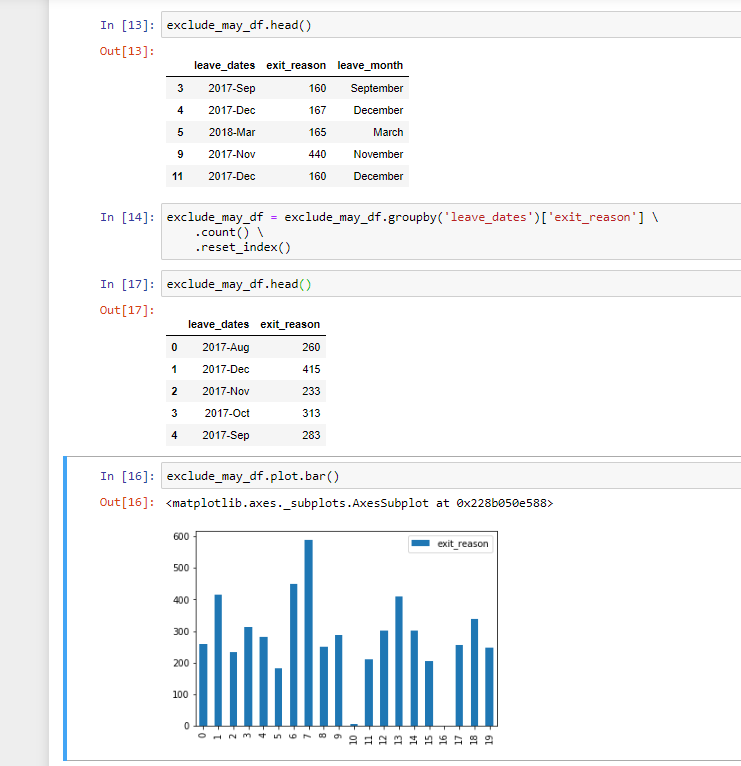 In [13]: exclude_may_df.head()
Out[13]:
leave_dates exit_reason leave_month
3 2017-Sep 160 September
4 2017-Dec 167 December
5 2018-Mar 165 March
9 2017-Nov 440 November
11 2017-Dec 160 December
In [14]: exclude_may_df = exclude_may_df.groupby('leave_dates')['exit_reason'] \
.count() \
.reset_index()
In [17]: exclude_may_df.head()
Out[17]:
leave_dates exit_reason
0 2017-Aug 260
1 2017-Dec 415
2 2017-Nov 233
3 2017-Oct 313
4 2017-Sep 283
In [16]: exclude_may_df.plot.bar()
Out[16]: <matplotlib.axes._subplots.AxesSubplot at 0x228b050e588>
exit_reason
600
500
400
300
200
100
0
0 1 2 3 4 5 6 7 8 9 10 11 12 13 14 15 16 17 18 19